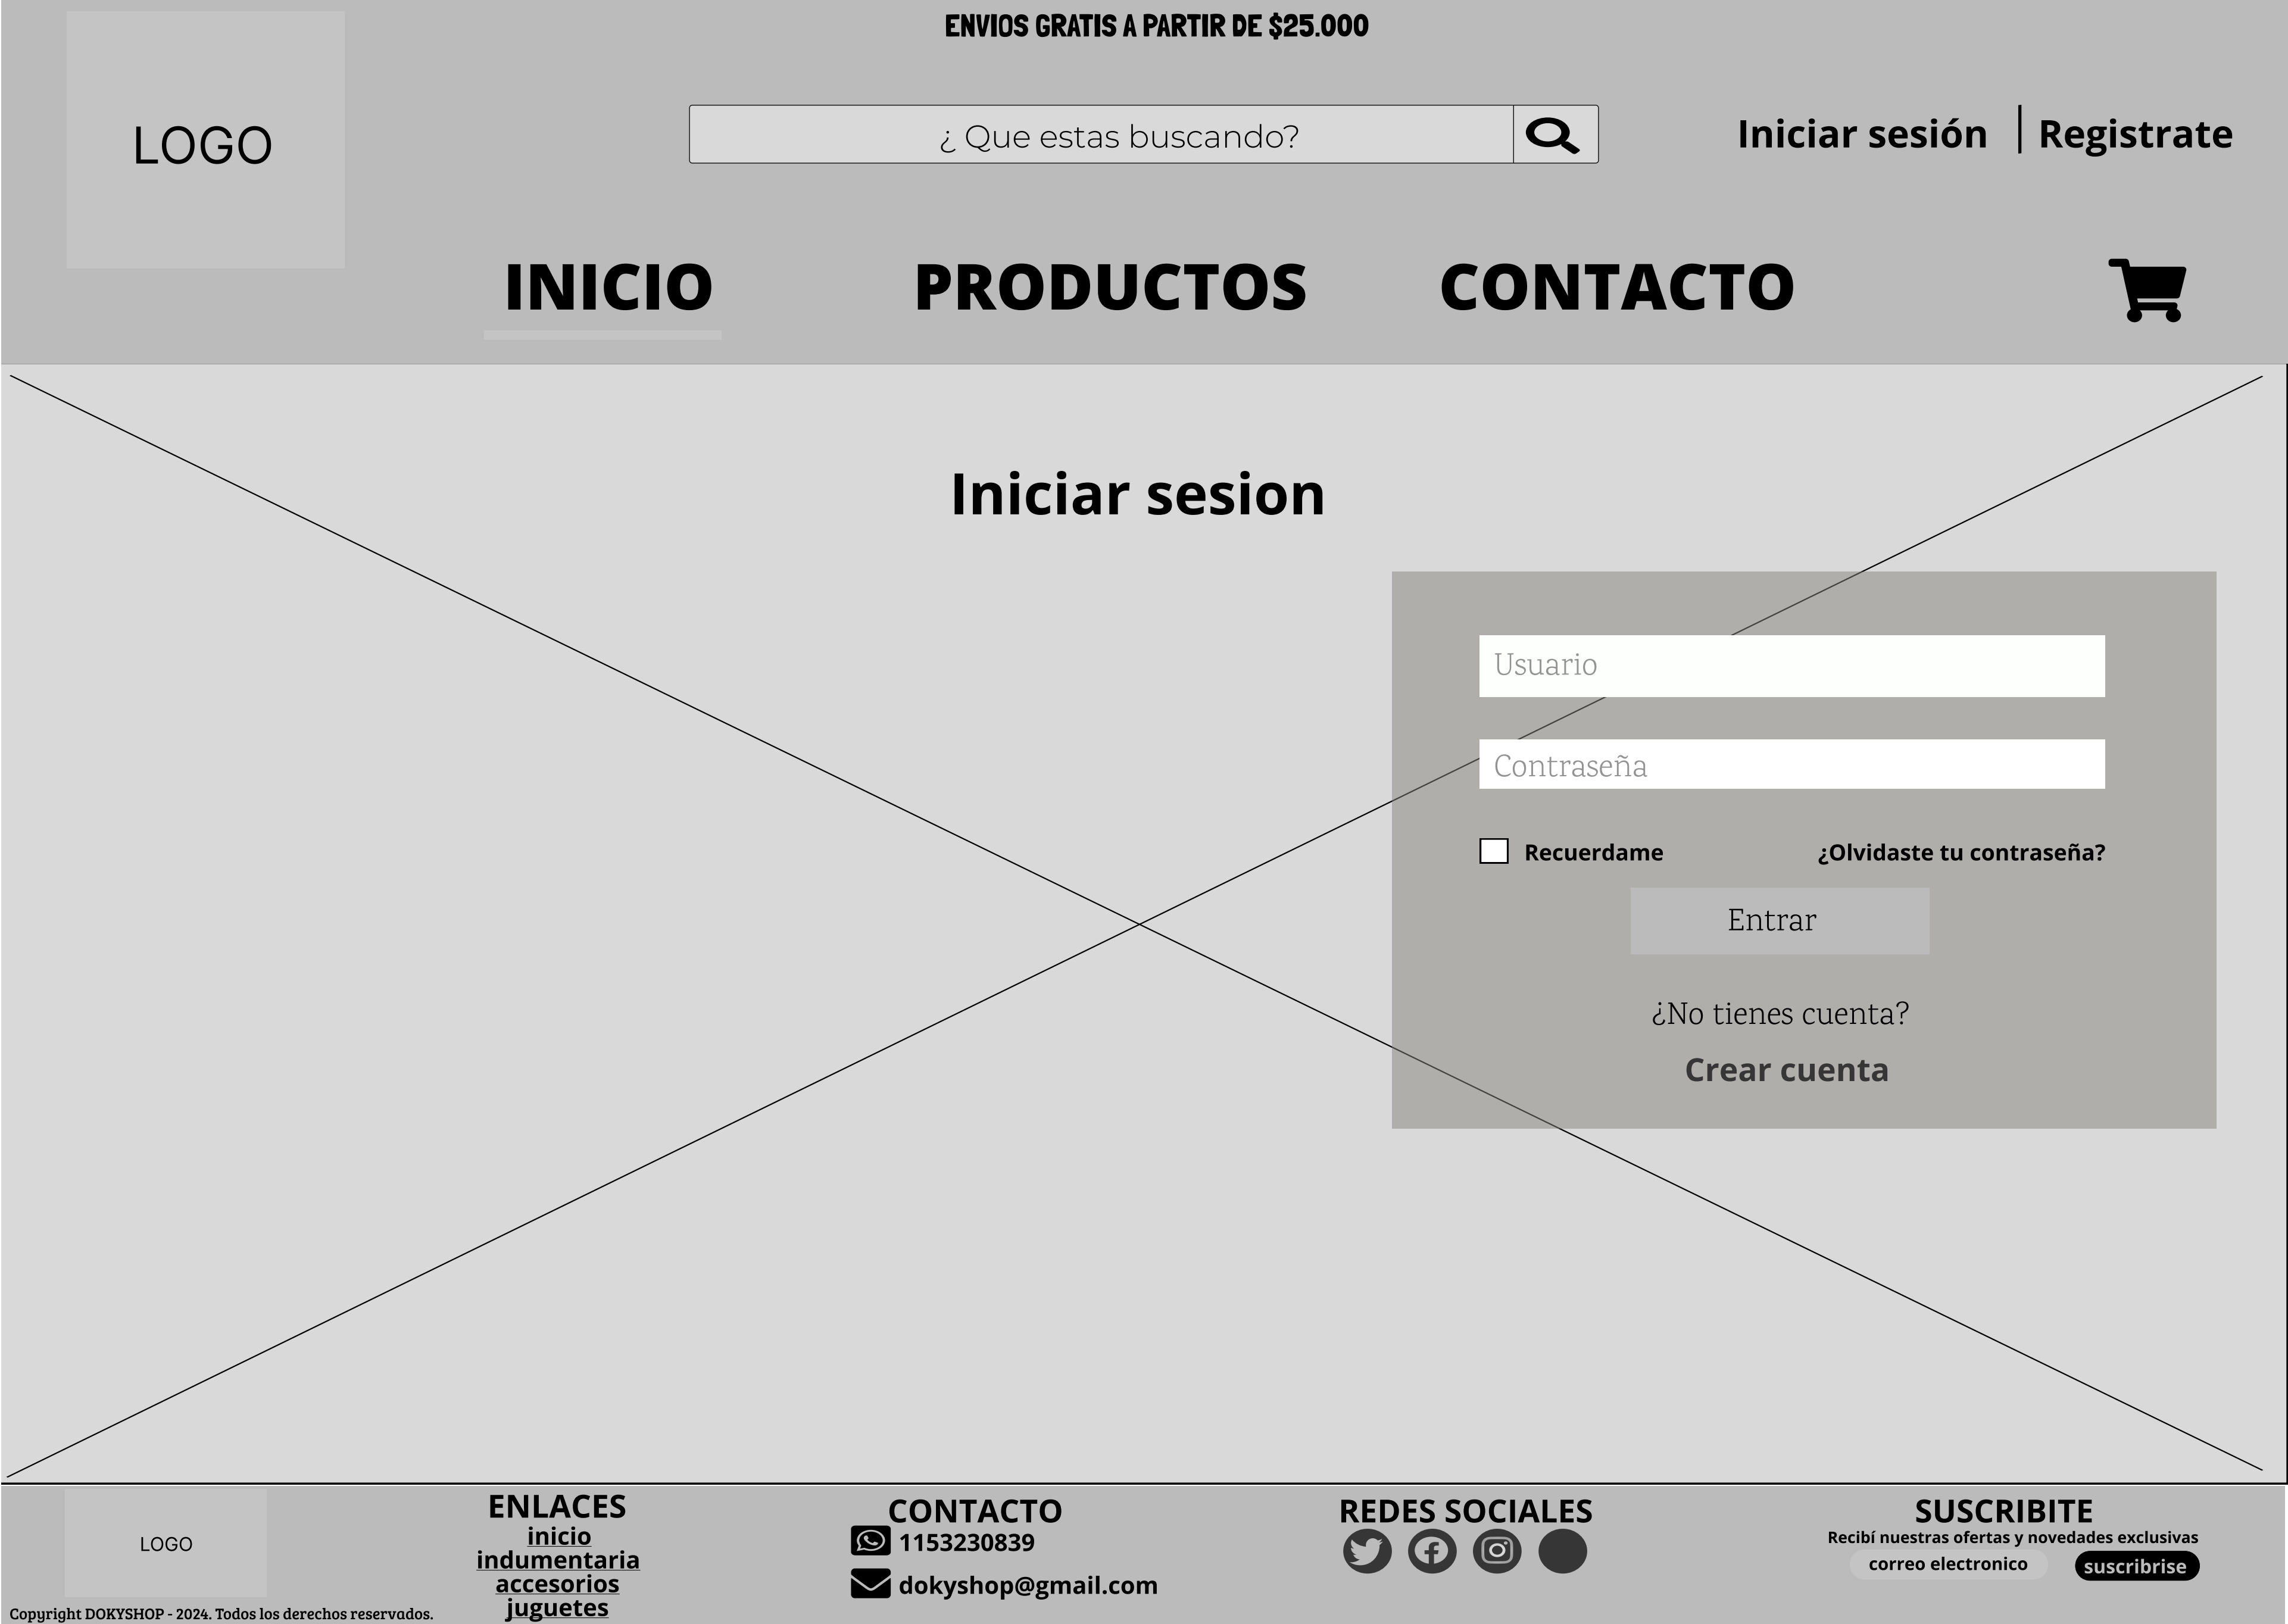 ENVIOS GRATIS A PARTIR DE $25.000
LOGO
¿ Que estas buscando?
Iniciar sesión
Registrate
INICIO
PRODUCTOS
CONTACTO
Iniciar sesion
Usuario
Contraseña
Recuerdame
¿Olvidaste tu contraseña?
Entrar
¿No tienes cuenta?
Crear cuenta
LOGO
Copyright DOKYSHOP - 2024. Todos los derechos reservados.
ENLACES
inicio
indumentaria
accesorios
juguetes
CONTACTO
1153230839
dokyshop@gmail.com
REDES SOCIALES
SUSCRIBITE
Recibí nuestras ofertas y novedades exclusivas
correo electronico
suscribrise